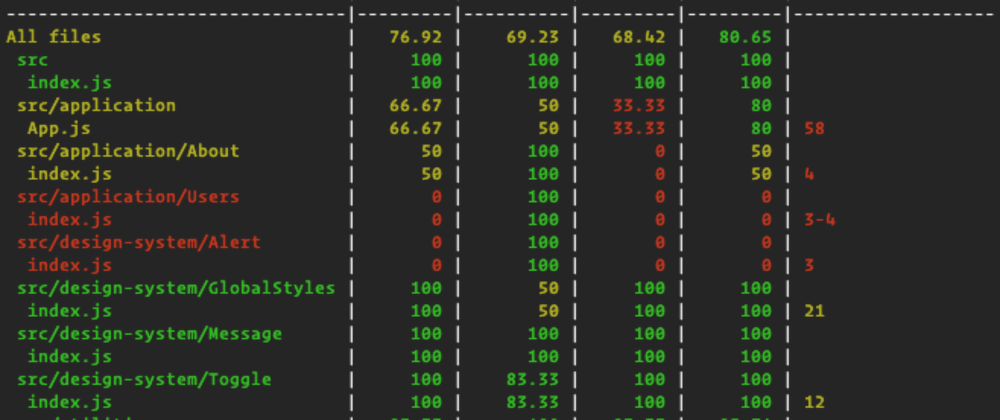 --------------------------------|---------|---------|---------|---------|-------------------
All files | 76.92 | 69.23 | 68.42 | 80.65 |
src | 100 | 100 | 100 | 100 |
index.js | 100 | 100 | 100 | 100 |
src/application | 66.67 | 50 | 33.33 | 80 |
App.js | 66.67 | 50 | 33.33 | 80 | 58
src/application/About | 50 | 100 | 0 | 50 |
index.js | 50 | 100 | 0 | 50 | 4
src/application/Users | 0 | 100 | 0 | 0 |
index.js | 0 | 100 | 0 | 0 | 3-4
src/design-system/Alert | 0 | 100 | 0 | 0 |
index.js | 0 | 100 | 0 | 0 | 3
src/design-system/GlobalStyles | 100 | 50 | 100 | 100 |
index.js | 100 | 50 | 100 | 100 | 21
src/design-system/Message | 100 | 100 | 100 | 100 |
index.js | 100 | 100 | 100 | 100 |
src/design-system/Toggle | 100 | 83.33 | 100 | 100 |
index.js | 100 | 83.33 | 100 | 100 | 12